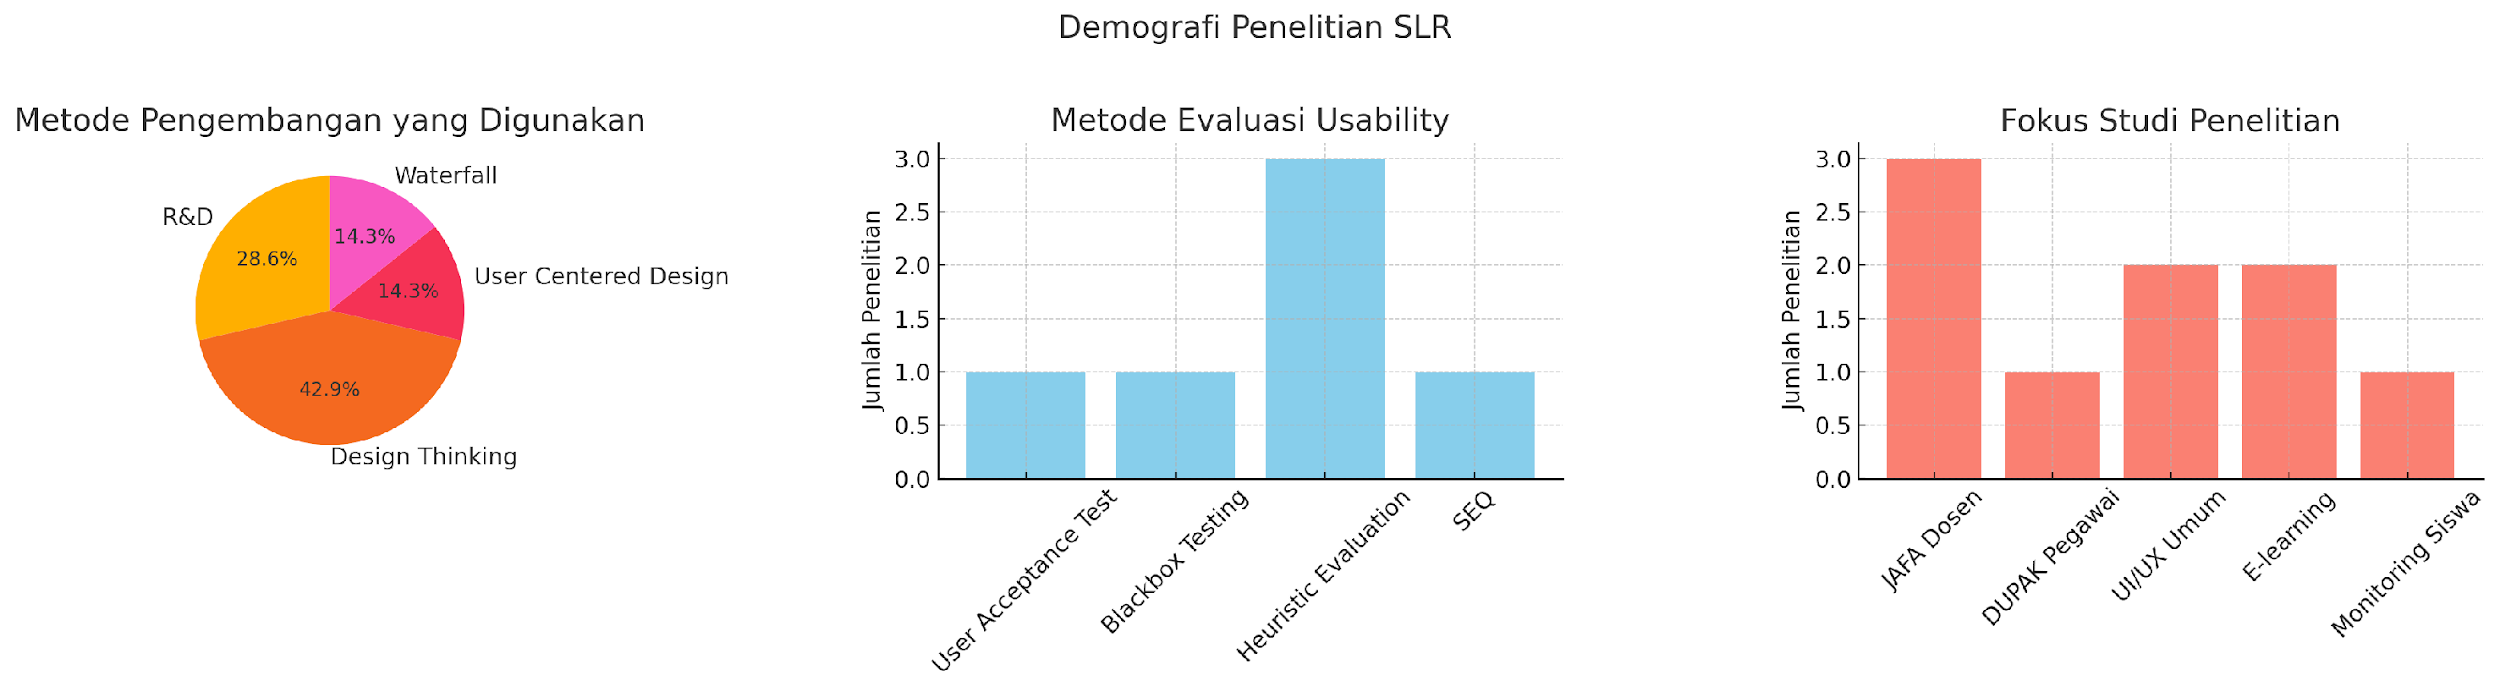 Demografi Penelitian SLR
Metode Pengembangan yang Digunakan
Waterfall
R&D
14.3%
28.6%
User Centered Design
14.3%
42.9%
Design Thinking
Metode Evaluasi Usability
Jumlah Penelitian
3.0
2.5
2.0
1.5
1.0
0.5
0.0
User Acceptance Test
Blackbox Testing
Heuristic Evaluation
SEQ
Fokus Studi Penelitian
Jumlah Penelitian
3.0
2.5
2.0
1.5
1.0
0.5
0.0
JAFA Dosen
DUPAK Pegawai
UI/UX Umum
E-learning
Monitoring Siswa